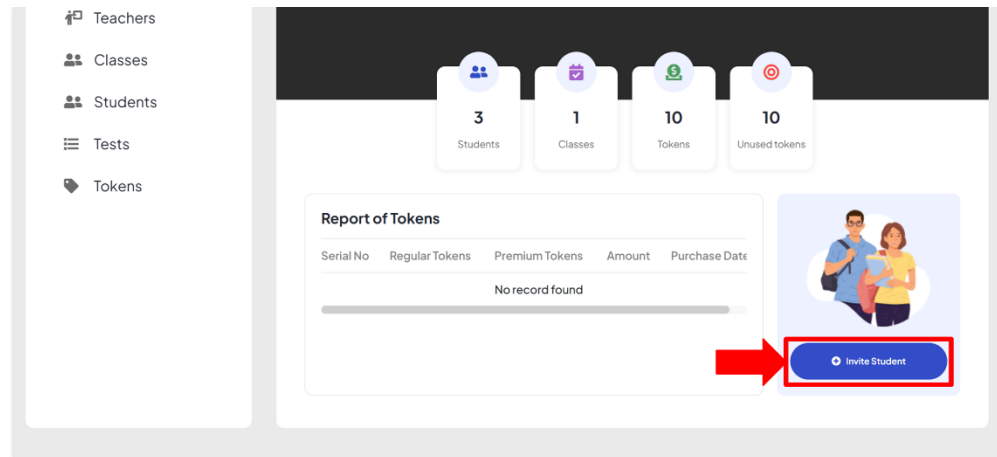 Teachers
Classes
Students
Tests
Tokens
3
Students
1
Classes
10
Tokens
10
Unused tokens
Report of Tokens
Serial No Regular Tokens Premium Tokens Amount Purchase Date
No record found
Invite Student